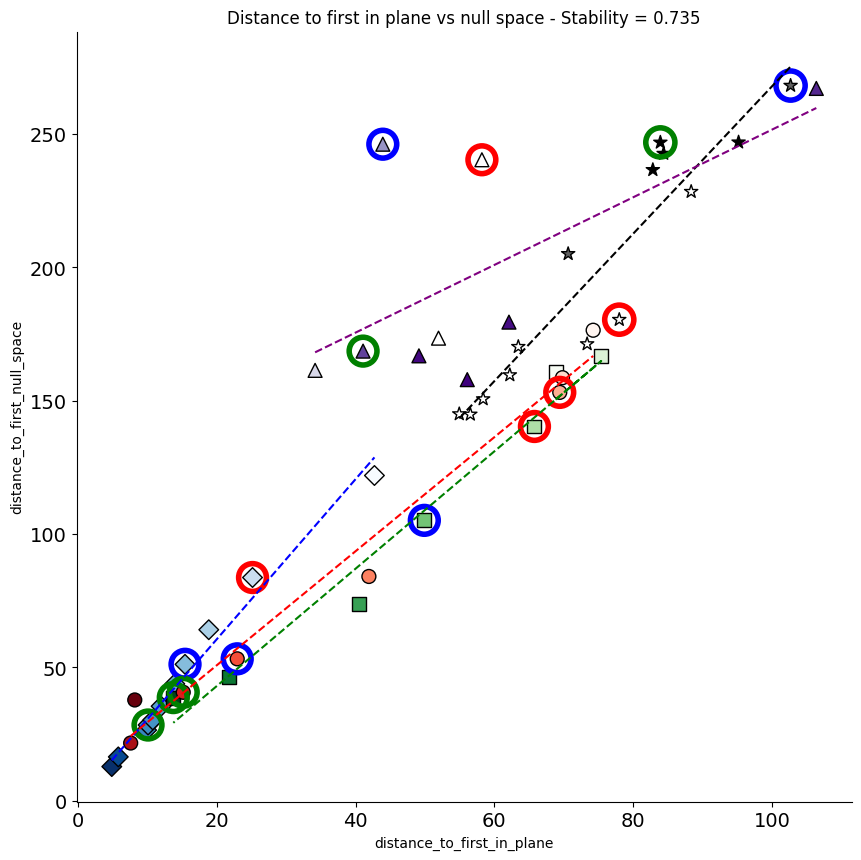 Distance to first in plane vs null space - Stability = 0.735
distance_to_first_null_space
250
200
150
100
50
0
0 20 40 60 80 100
distance_to_first_in_plane